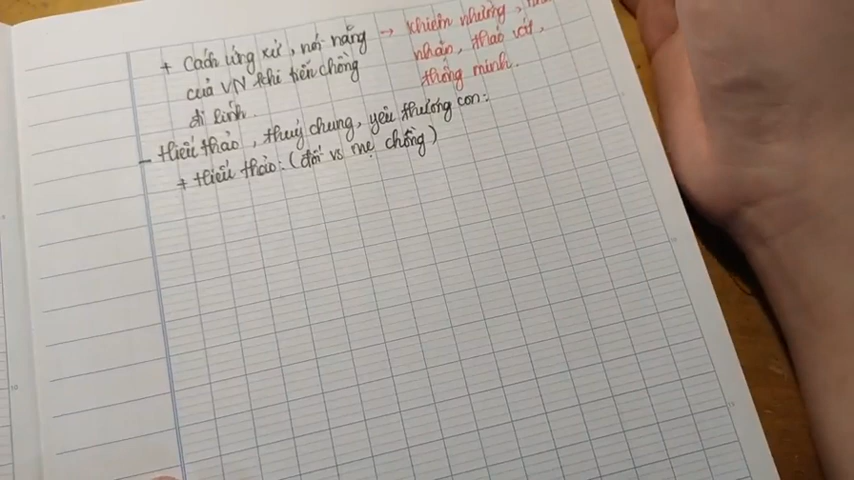 + Cách ứng xử, nói năng → khiêm nhường,
của VN khi tiễn chồng nhẫn, tháo vát,
đi lính. thông minh.
- Hiếu thảo, thuỷ chung, yêu thương con:
+ Hiếu thảo: (đối vs mẹ chồng)